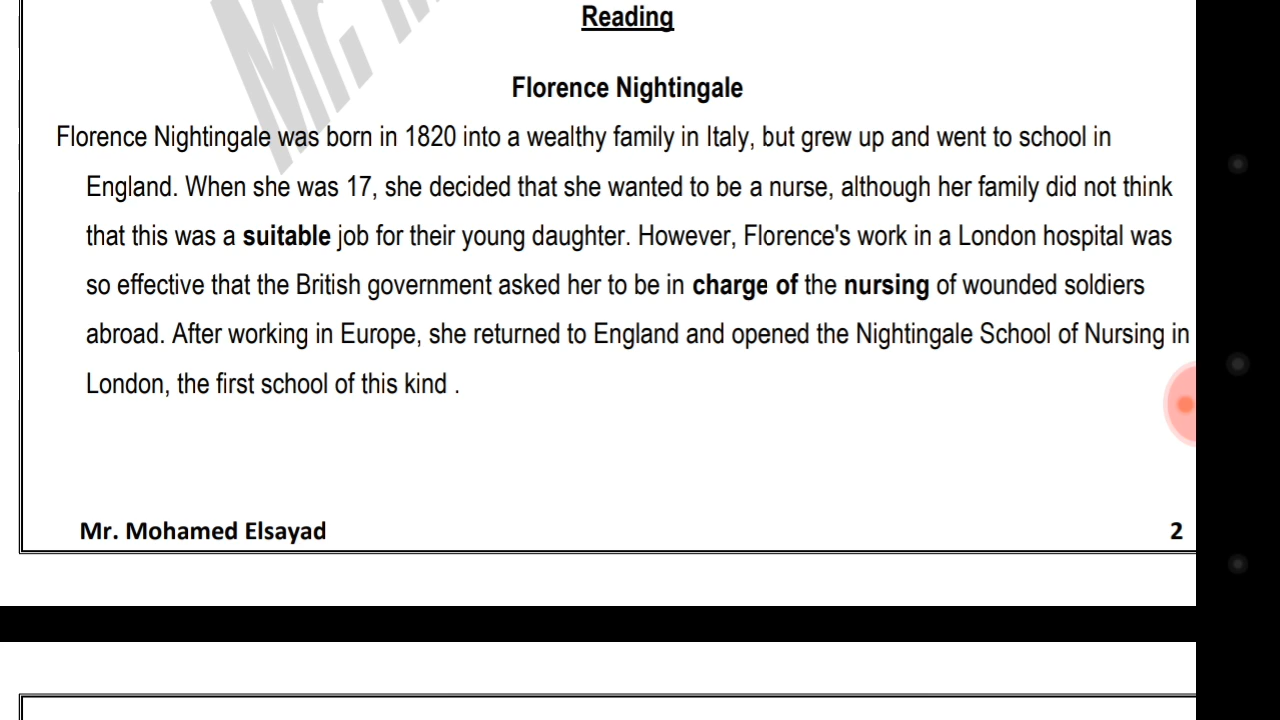 Reading
Florence Nightingale
Florence Nightingale was born in 1820 into a wealthy family in Italy, but grew up and went to school in
England. When she was 17, she decided that she wanted to be a nurse, although her family did not think
that this was a suitable job for their young daughter. However, Florence's work in a London hospital was
so effective that the British government asked her to be in charge of the nursing of wounded soldiers
abroad. After working in Europe, she returned to England and opened the Nightingale School of Nursing in
London, the first school of this kind .
Mr. Mohamed Elsayad 2